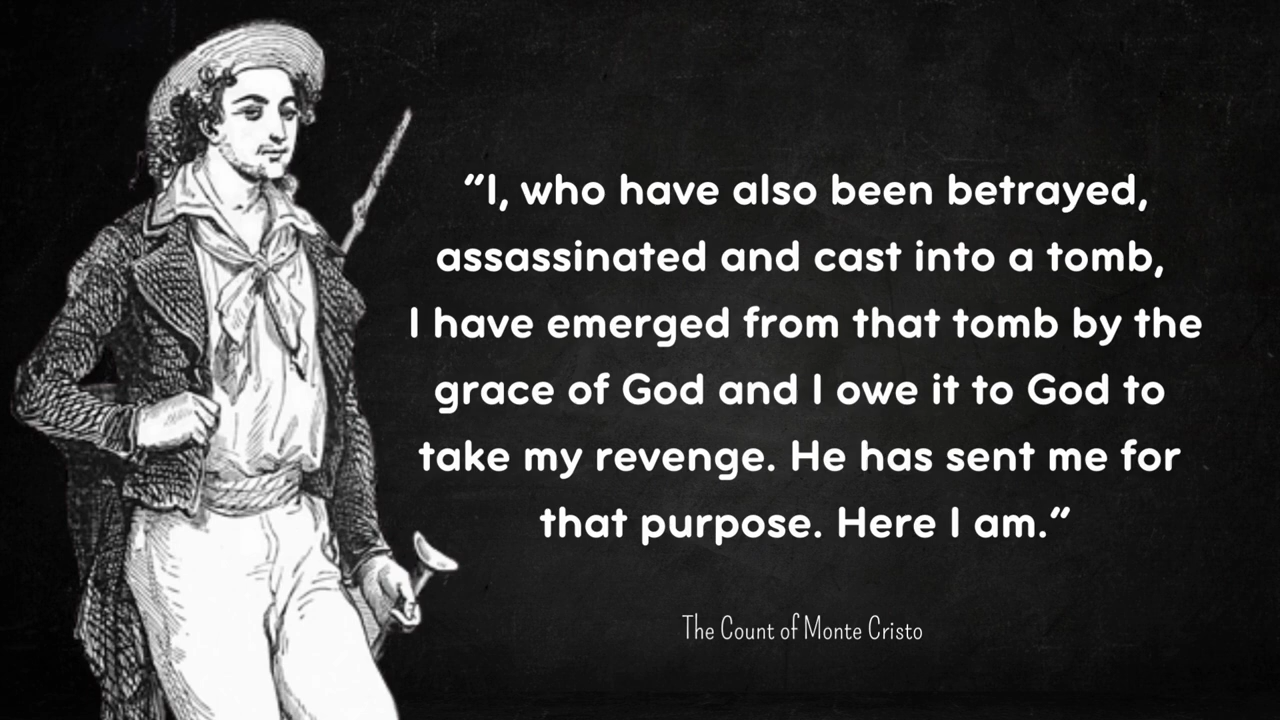 “I, who have also been betrayed,
assassinated and cast into a tomb,
I have emerged from that tomb by the
grace of God and I owe it to God to
take my revenge. He has sent me for
that purpose. Here I am.”
The Count of Monte Cristo